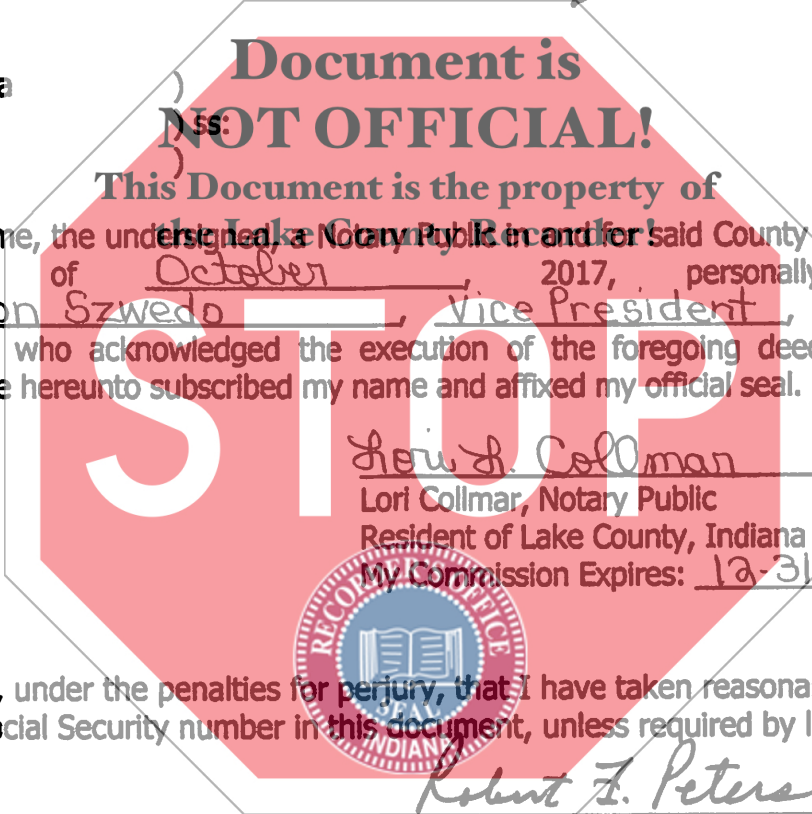 Document is
a )
) ss:
NOT OFFICIAL!
)
This Document is the property of
the Lake County Recorder!
me, the undersigned, a Notary Public in and for said County
of October, 2017, personally
on Szwedo, Vice President,
who acknowledged the execution of the foregoing deed
e hereunto subscribed my name and affixed my official seal.
STOP
Lori L. Collmar
Lori Collmar, Notary Public
Resident of Lake County, Indiana
My Commission Expires: 12-31
RECORDER'S OFFICE
SEAL
INDIANA
, under the penalties for perjury, that I have taken reasona
cial Security number in this document, unless required by l
Robert F. Peters